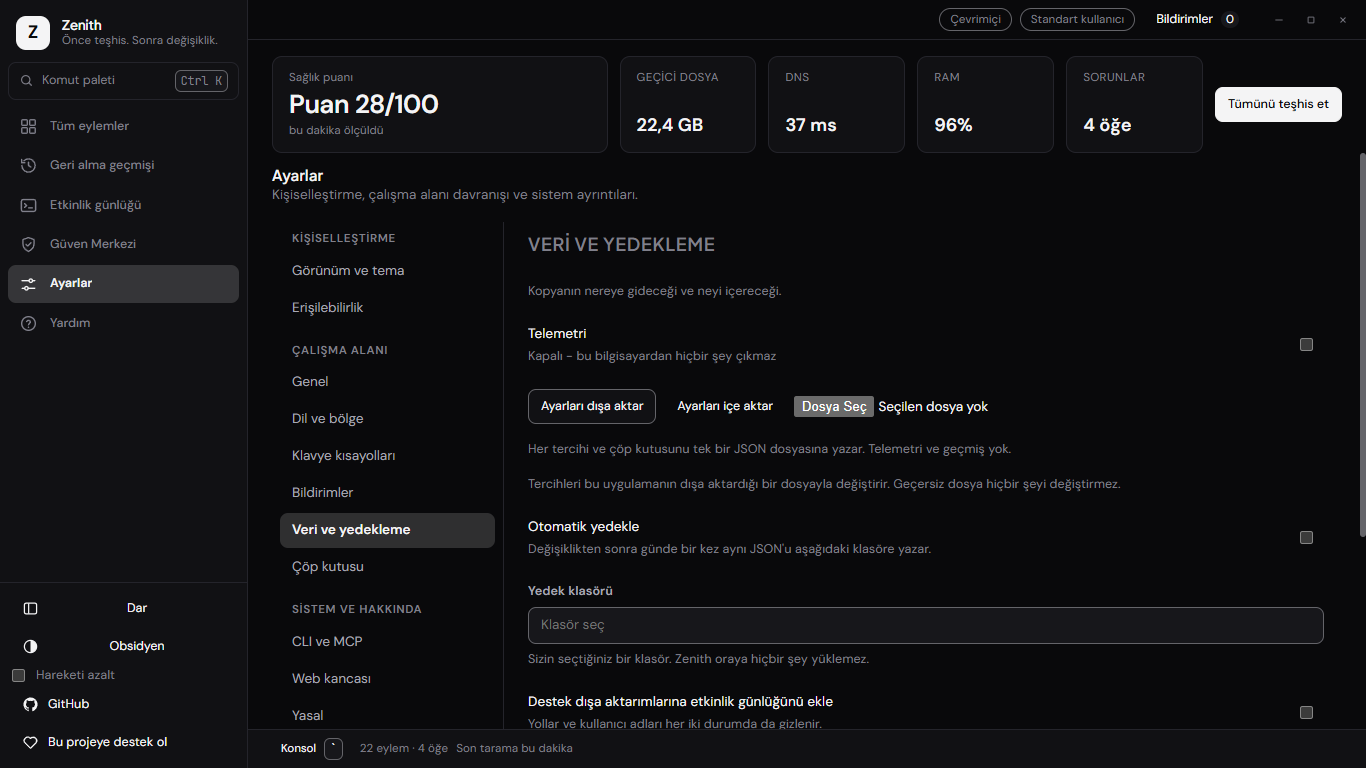 Z
Zenith
Önce teşhis. Sonra değişiklik.
Komut paleti
Ctrl K
Tüm eylemler
Geri alma geçmişi
Etkinlik günlüğü
Güven Merkezi
Ayarlar
Yardım
Dar
Obsidyen
Hareketi azalt
GitHub
Bu projeye destek ol
Çevrimiçi
Standart kullanıcı
Bildirimler 0
Sağlık puanı
Puan 28/100
bu dakika ölçüldü
GEÇİCİ DOSYA
22,4 GB
DNS
37 ms
RAM
96%
SORUNLAR
4 öğe
Tümünü teşhis et
Ayarlar
Kişiselleştirme, çalışma alanı davranışı ve sistem ayrıntıları.
KİŞİSELLEŞTİRME
Görünüm ve tema
Erişilebilirlik
ÇALIŞMA ALANI
Genel
Dil ve bölge
Klavye kısayolları
Bildirimler
Veri ve yedekleme
Çöp kutusu
SİSTEM VE HAKKINDA
CLI ve MCP
Web kancası
Yasal
VERİ VE YEDEKLEME
Kopyanın nereye gideceği ve neyi içereceği.
Telemetri
Kapalı - bu bilgisayardan hiçbir şey çıkmaz
Ayarları dışa aktar
Ayarları içe aktar
Dosya Seç Seçilen dosya yok
Her tercihi ve çöp kutusunu tek bir JSON dosyasına yazar. Telemetri ve geçmiş yok.
Tercihleri bu uygulamanın dışa aktardığı bir dosyayla değiştirir. Geçersiz dosya hiçbir şeyi değiştirmez.
Otomatik yedekle
Değişiklikten sonra günde bir kez aynı JSON'u aşağıdaki klasöre yazar.
Yedek klasörü
Klasör seç
Sizin seçtiğiniz bir klasör. Zenith oraya hiçbir şey yüklemez.
Destek dışa aktarımlarına etkinlik günlüğünü ekle
Yollar ve kullanıcı adları her iki durumda da gizlenir.
Konsol `
22 eylem · 4 öğe Son tarama bu dakika